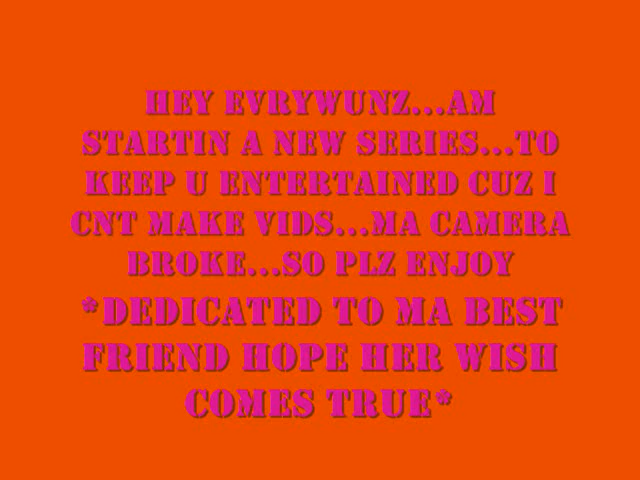 HEY EVRYWUNZ...AM
STARTIN A NEW SERIES...TO
KEEP U ENTERTAINED CUZ I
CNT MAKE VIDS...MA CAMERA
BROKE...SO PLZ ENJOY
*DEDICATED TO MA BEST
FRIEND HOPE HER WISH
COMES TRUE*